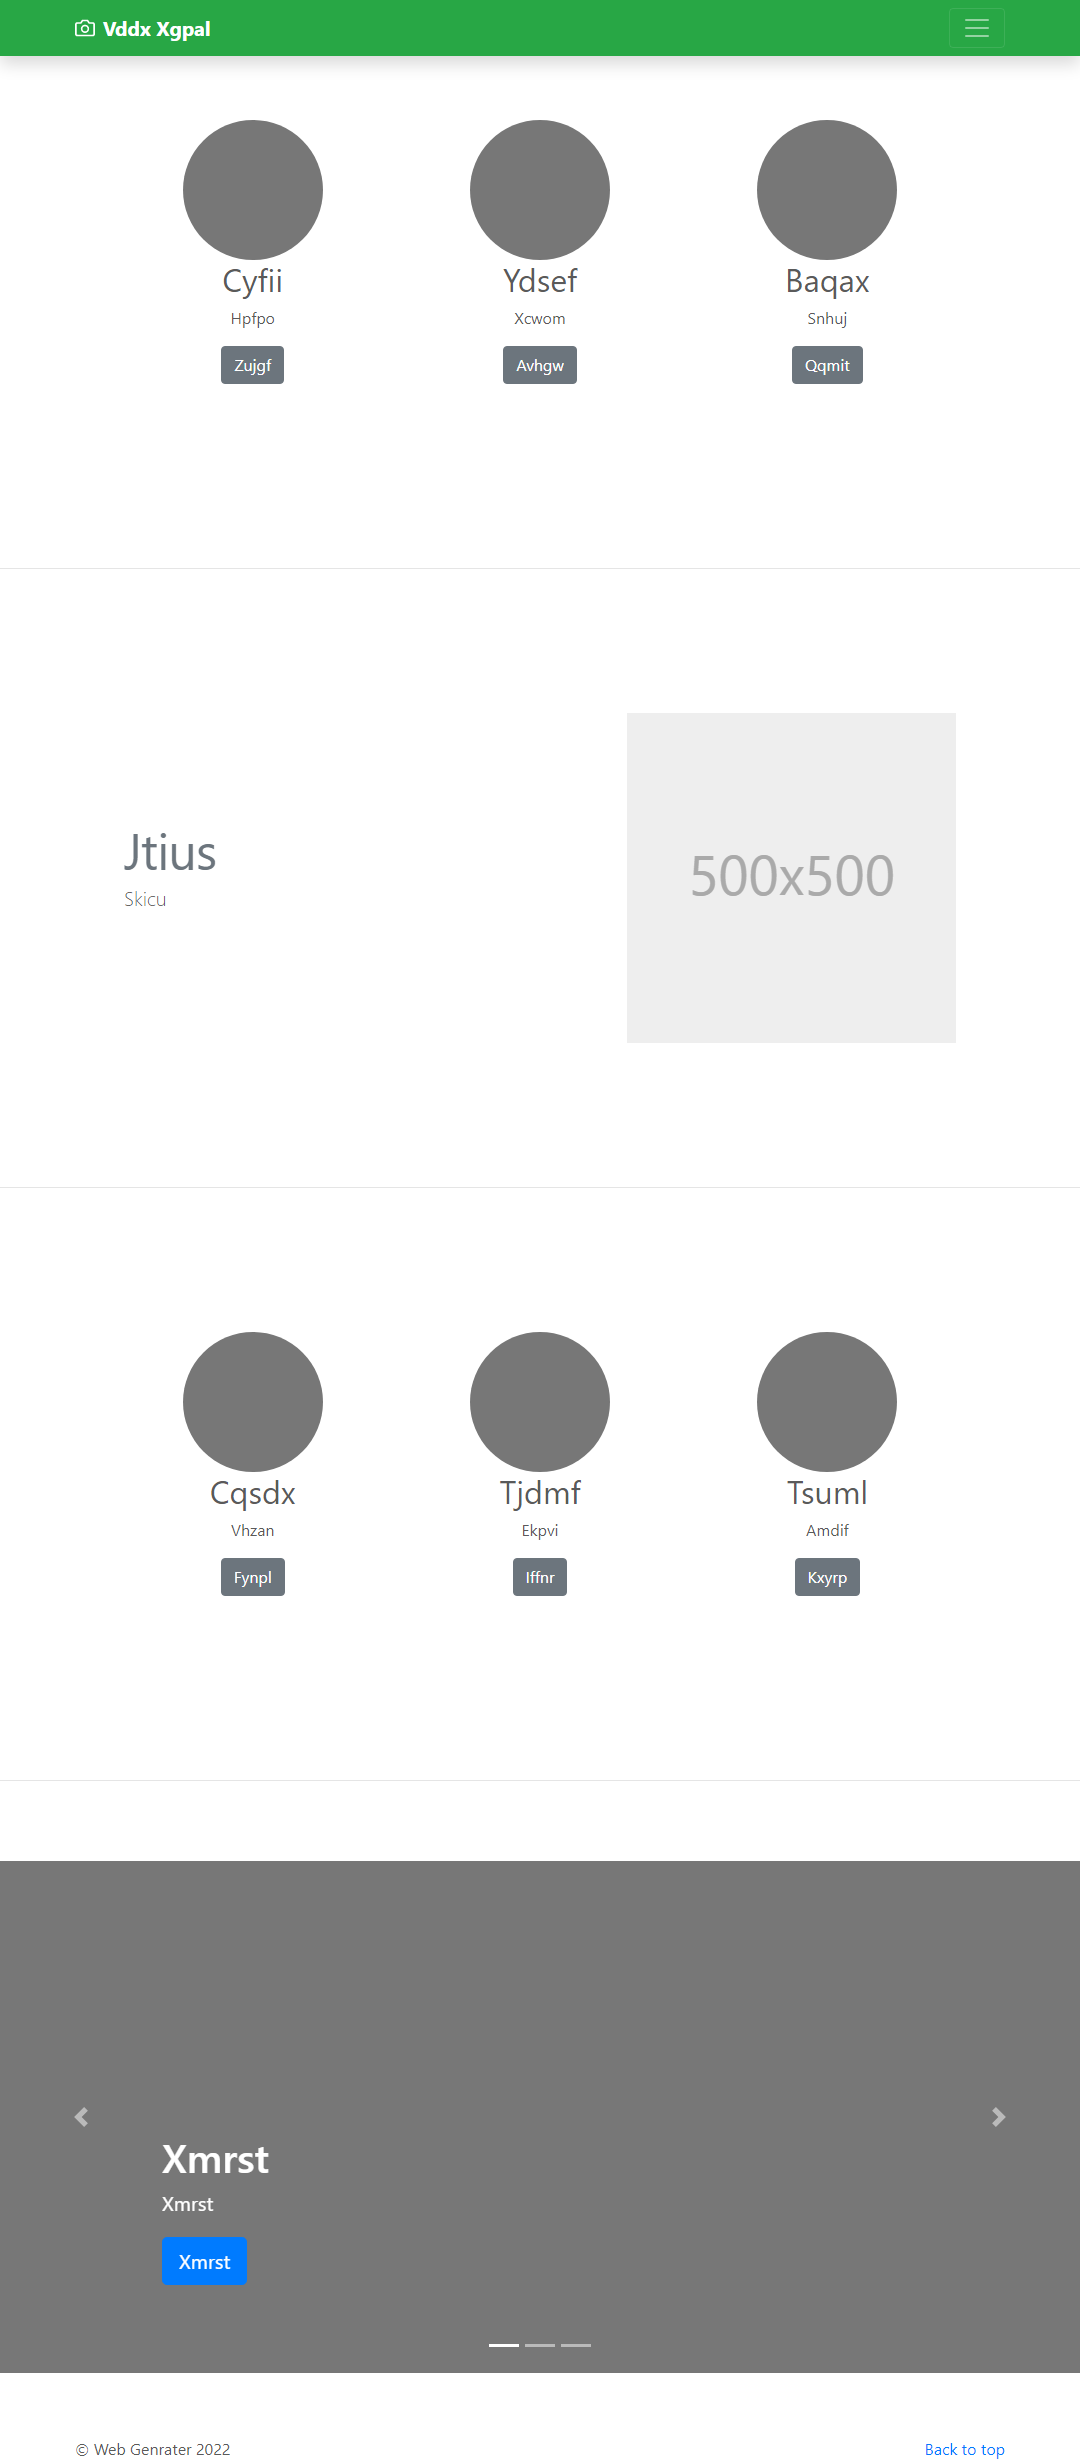 Vddx Xgpal
Cyfii
Hpfpo
Zujgf
Ydsef
Xcwom
Avhgw
Baqax
Snhuj
Qqmit
Jtius
Skicu
500x500
Cqsdx
Vhzan
Fynpl
Tjdmf
Ekpvi
Iffnr
Tsuml
Amdif
Kxyrp
Xmrst
Xmrst
Xmrst
© Web Genrater 2022
Back to top